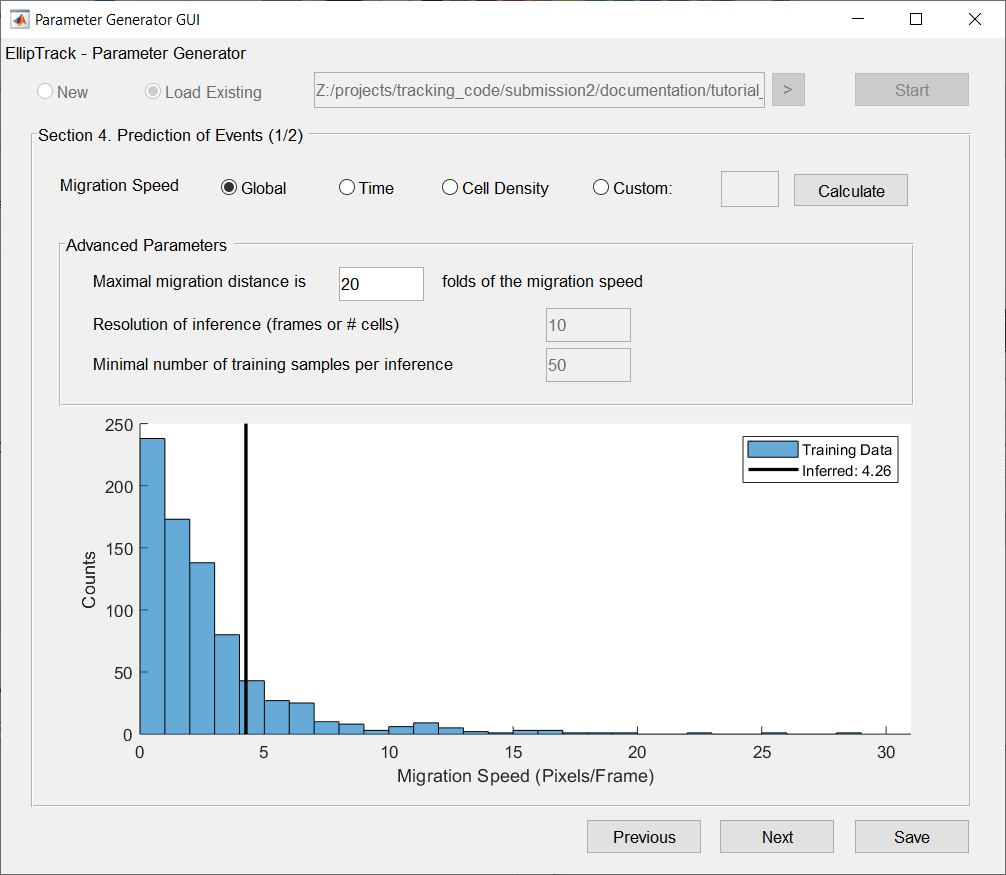 Parameter Generator GUI
EllipTrack - Parameter Generator
New Load Existing Z:/projects/tracking_code/submission2/documentation/tutorial_ > Start
Section 4. Prediction of Events (1/2)
Migration Speed Global Time Cell Density Custom: Calculate
Advanced Parameters
Maximal migration distance is 20 folds of the migration speed
Resolution of inference (frames or # cells) 10
Minimal number of training samples per inference 50
250
200
150
100
50
0
Counts
Training Data
Inferred: 4.26
0 5 10 15 20 25 30
Migration Speed (Pixels/Frame)
Previous Next Save